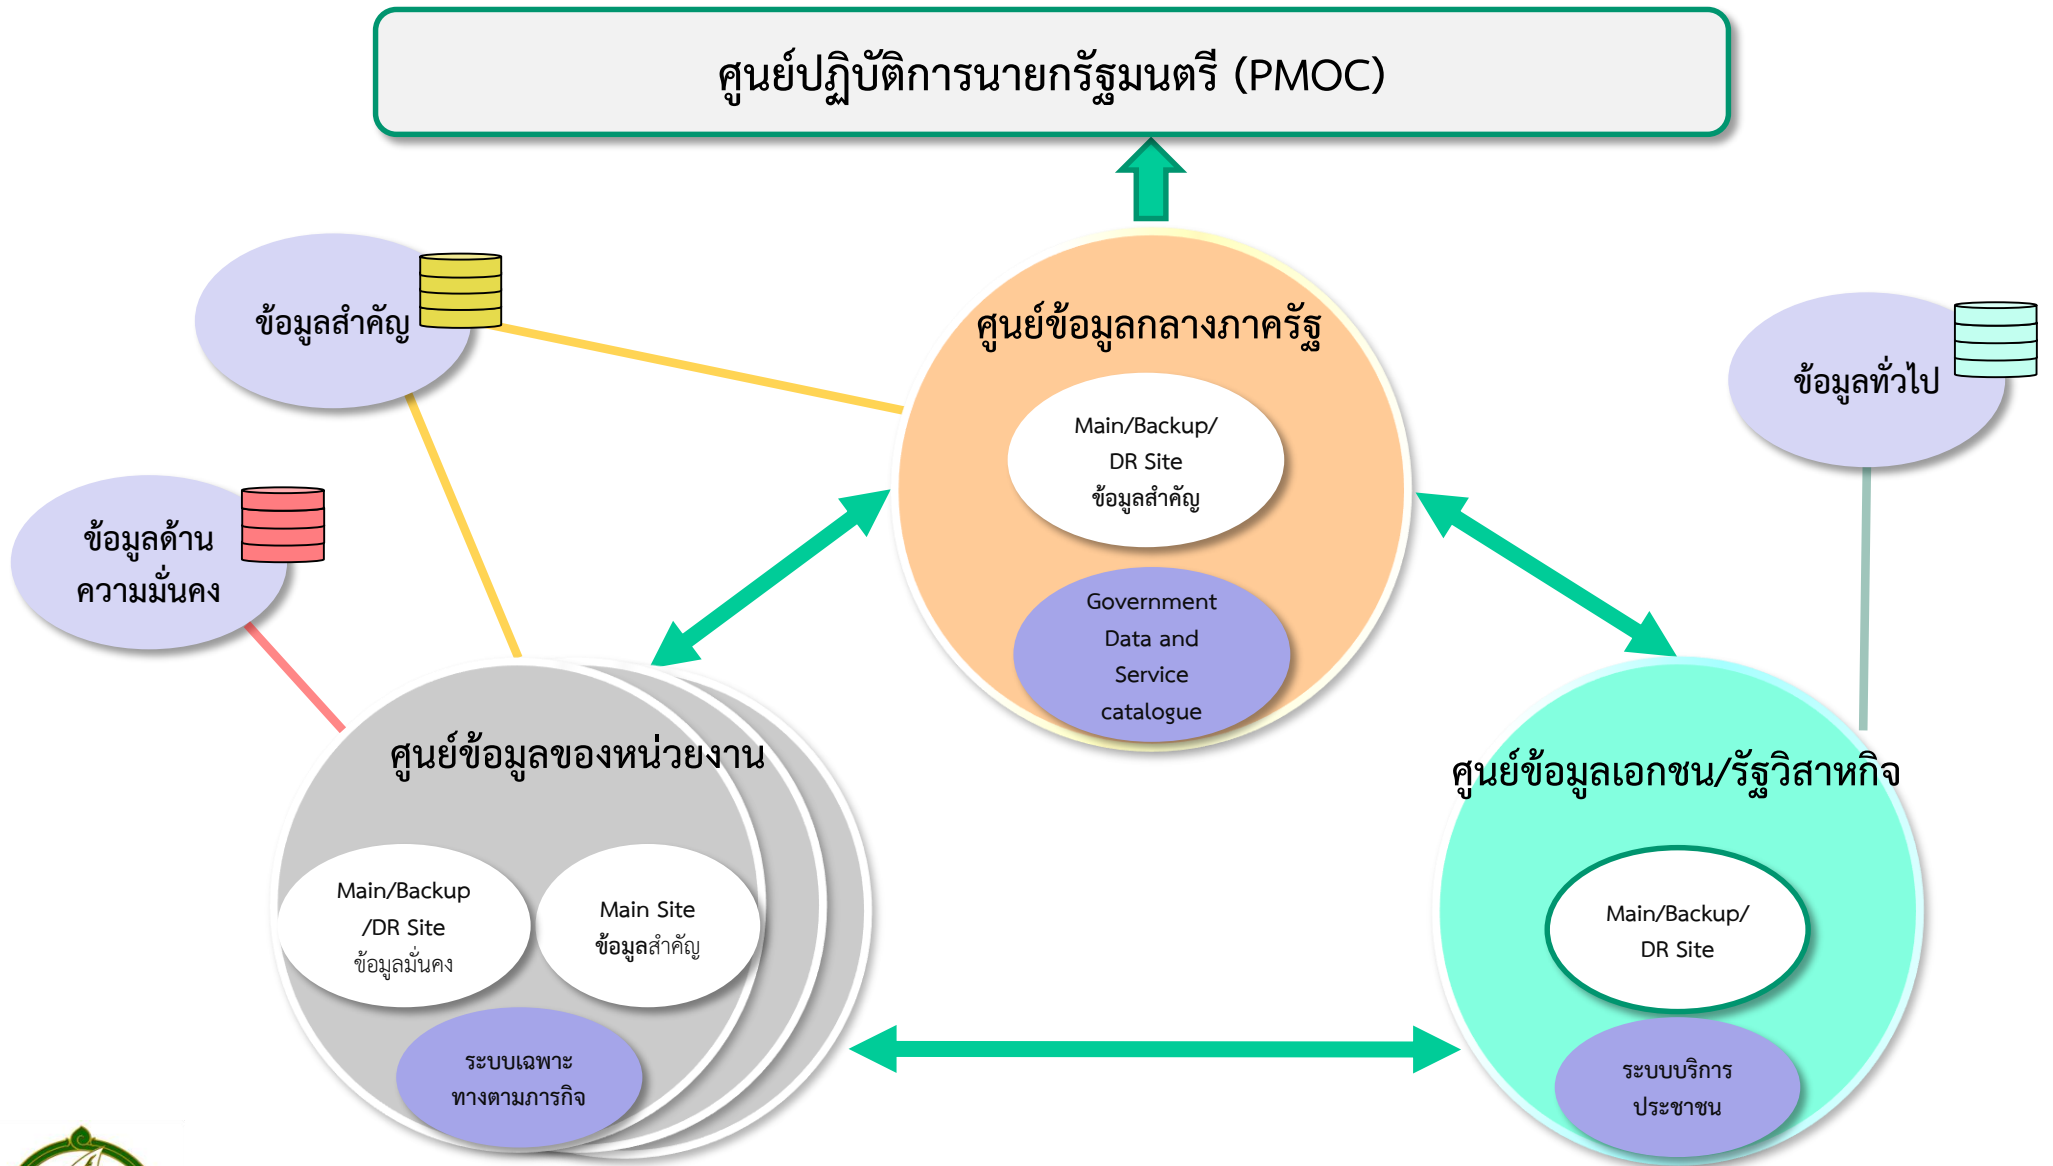 ศูนย์ปฏิบัติการนายกรัฐมนตรี (PMOC)
ข้อมูลสำคัญ
ศูนย์ข้อมูลกลางภาครัฐ
ข้อมูลทั่วไป
Main/Backup/
DR Site
ข้อมูลสำคัญ
ข้อมูลด้าน
ความมั่นคง
Government
Data and
Service
catalogue
ศูนย์ข้อมูลของหน่วยงาน
ศูนย์ข้อมูลเอกชน/รัฐวิสาหกิจ
Main/Backup
/DR Site
ข้อมูลมั่นคง
Main Site
ข้อมูลสำคัญ
Main/Backup/
DR Site
ระบบเฉพาะ
ทางตามภารกิจ
ระบบบริการ
ประชาชน